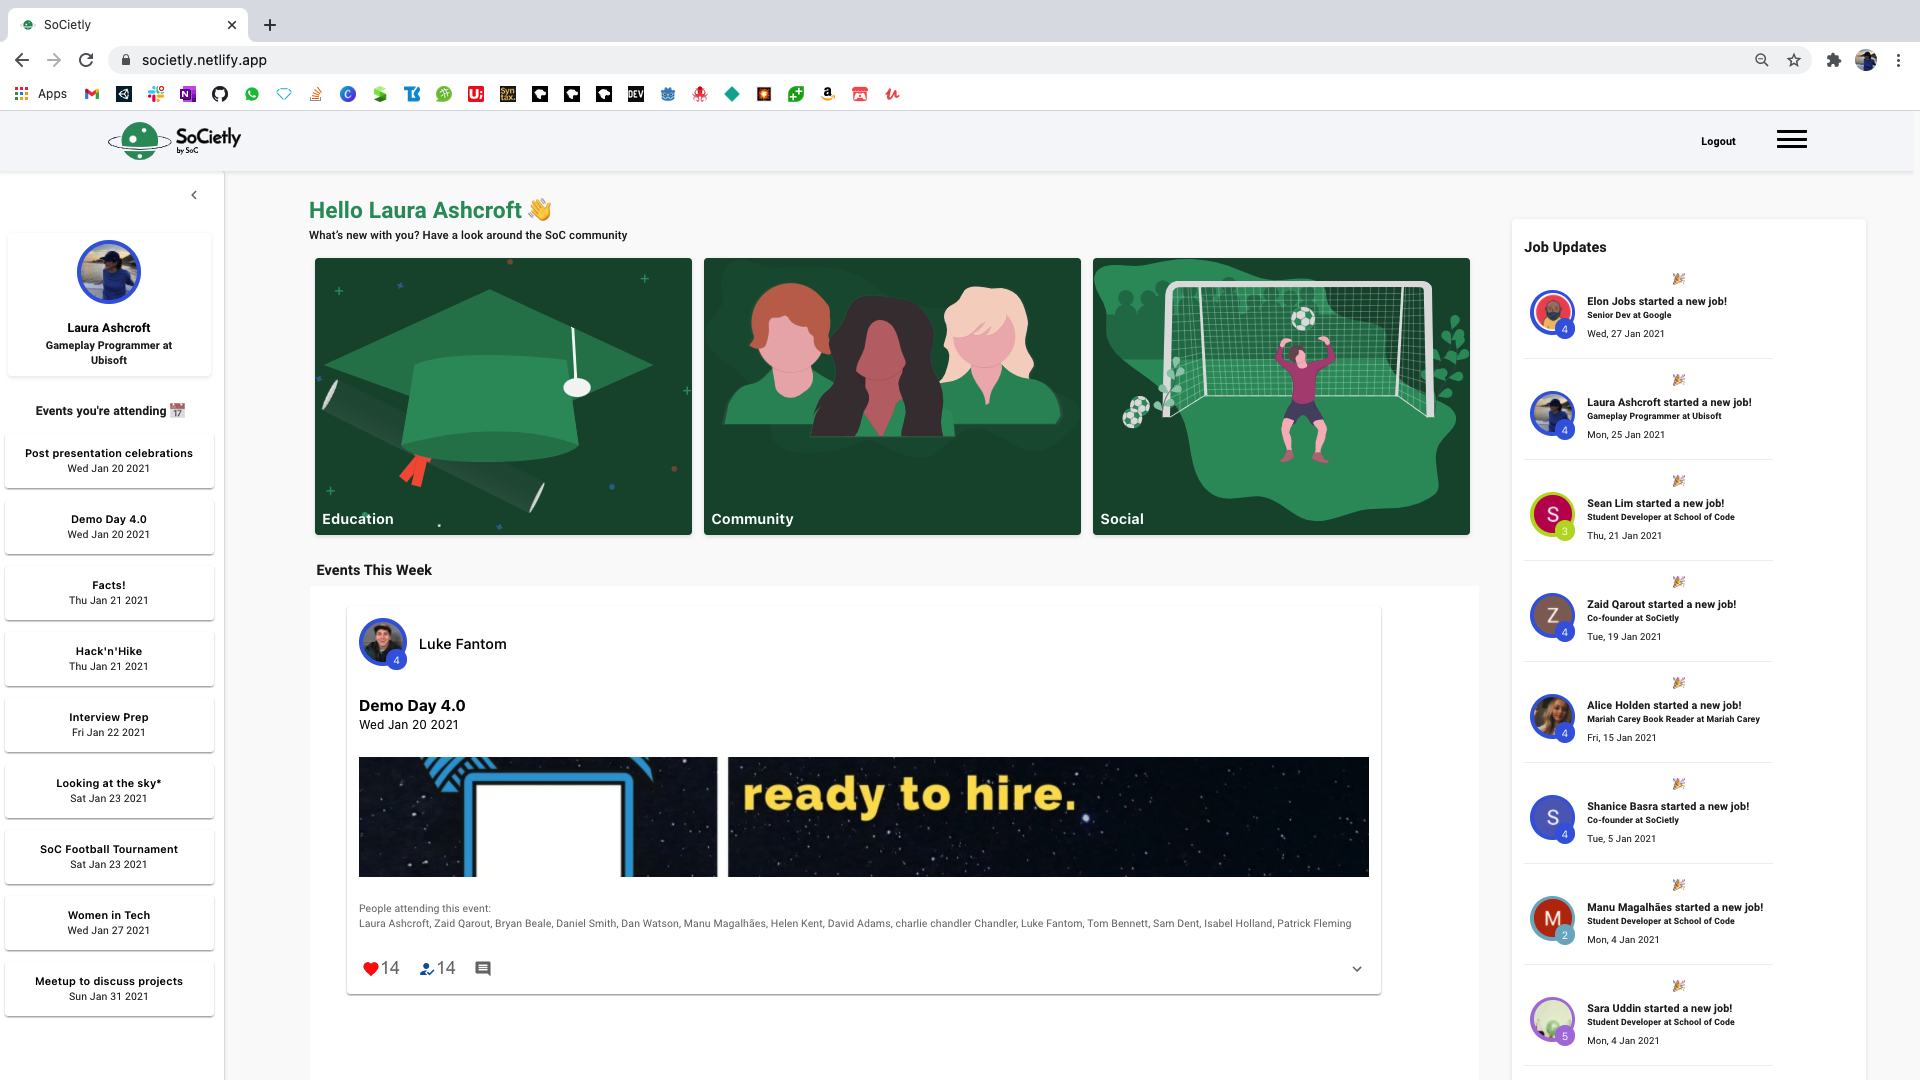 SoCietly
societly.netlify.app
Apps
SoCietly
by SoC
Logout
Laura Ashcroft
Gameplay Programmer at
Ubisoft
Events you're attending
Post presentation celebrations
Wed Jan 20 2021
Demo Day 4.0
Wed Jan 20 2021
Facts!
Thu Jan 21 2021
Hack'n'Hike
Thu Jan 21 2021
Interview Prep
Fri Jan 22 2021
Looking at the sky*
Sat Jan 23 2021
SoC Football Tournament
Sat Jan 23 2021
Women in Tech
Wed Jan 27 2021
Meetup to discuss projects
Sun Jan 31 2021
Hello Laura Ashcroft 👋
What's new with you? Have a look around the SoC community
Education
Community
Social
Events This Week
4
Luke Fantom
Demo Day 4.0
Wed Jan 20 2021
ready to hire.
People attending this event:
Laura Ashcroft, Zaid Qarout, Bryan Beale, Daniel Smith, Dan Watson, Manu Magalhães, Helen Kent, David Adams, charlie chandler Chandler, Luke Fantom, Tom Bennett, Sam Dent, Isabel Holland, Patrick Fleming
14 14
Job Updates
Elon Jobs started a new job!
Senior Dev at Google
4
Wed, 27 Jan 2021
Laura Ashcroft started a new job!
Gameplay Programmer at Ubisoft
4
Mon, 25 Jan 2021
Sean Lim started a new job!
S
Student Developer at School of Code
3
Thu, 21 Jan 2021
Zaid Qarout started a new job!
Z
Co-founder at SoCietly
4
Tue, 19 Jan 2021
Alice Holden started a new job!
Mariah Carey Book Reader at Mariah Carey
4
Fri, 15 Jan 2021
Shanice Basra started a new job!
S
Co-founder at SoCietly
4
Tue, 5 Jan 2021
Manu Magalhães started a new job!
M
Student Developer at School of Code
2
Mon, 4 Jan 2021
Sara Uddin started a new job!
Student Developer at School of Code
5
Mon, 4 Jan 2021